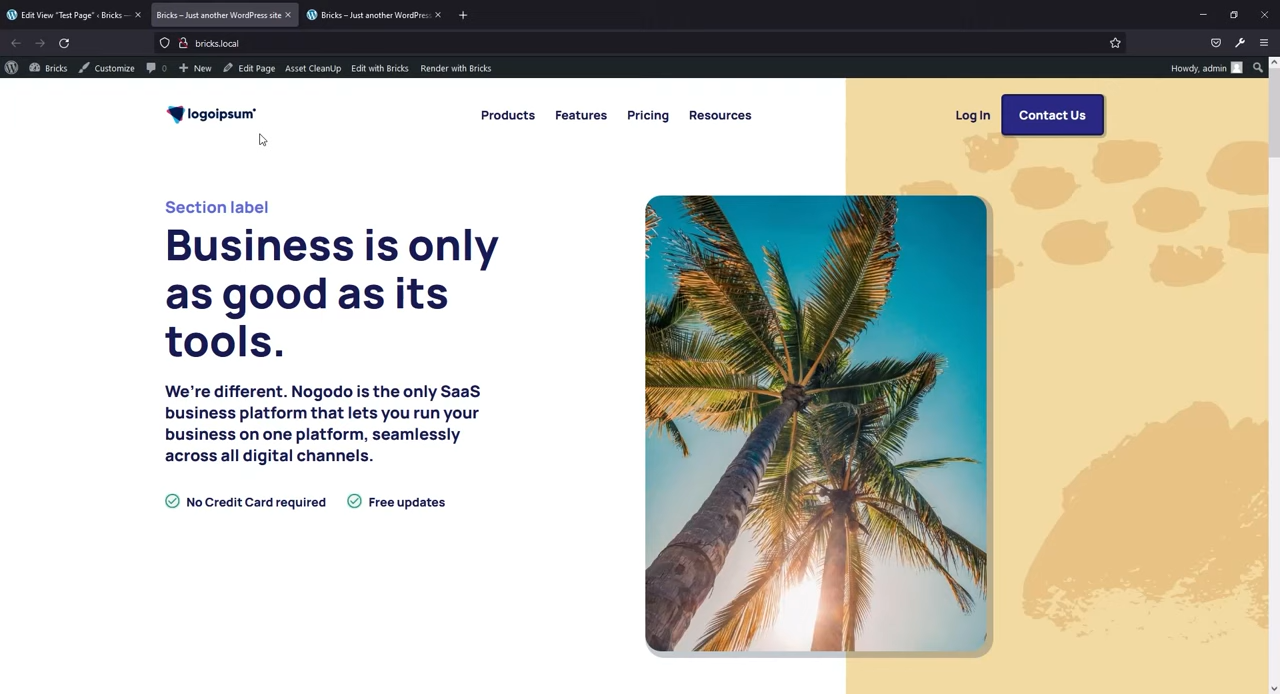 Edit View "Test Page" ‹ Bricks —
Bricks – Just another WordPress site
Bricks – Just another WordPress
bricks.local
Bricks
Customize
0
New
Edit Page
Asset CleanUp
Edit with Bricks
Render with Bricks
Howdy, admin
logoipsum
Products
Features
Pricing
Resources
Log In
Contact Us
Section label
Business is only
as good as its
tools.
We're different. Nogodo is the only SaaS
business platform that lets you run your
business on one platform, seamlessly
across all digital channels.
No Credit Card required
Free updates